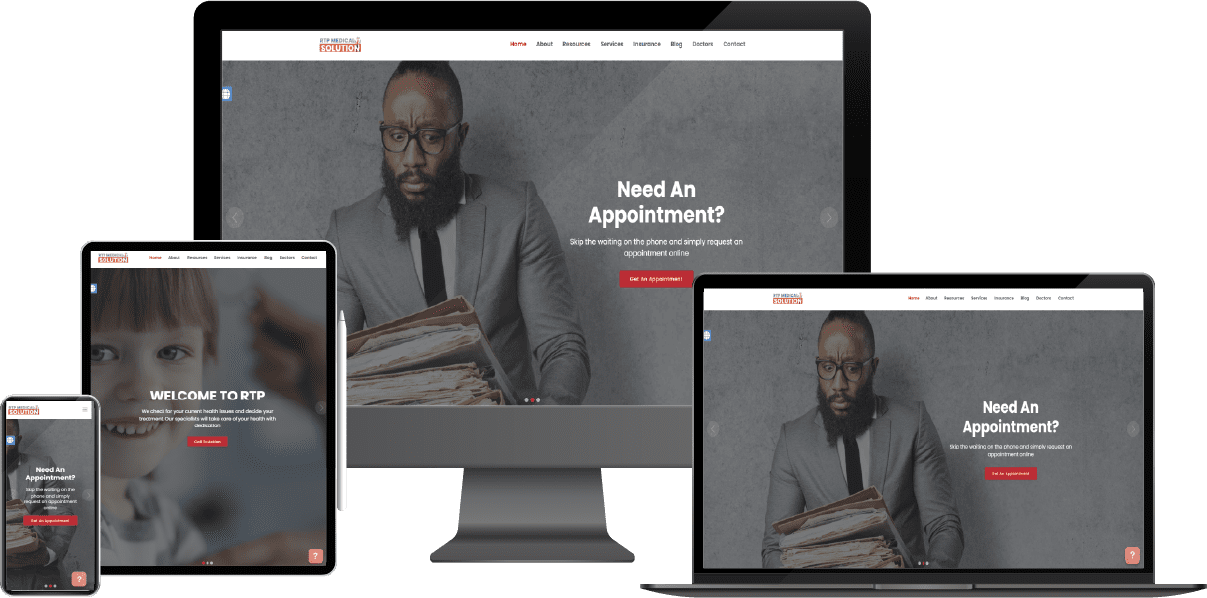 RTP MEDICAL
SOLUTION
Home About Resources Services Insurance Blog Doctors Contact
Need An
Appointment?
Skip the waiting on the phone and simply request an
appointment online
Get An Appointment
RTP MEDICAL
SOLUTION
Home About Resources Services Insurance Blog Doctors Contact
WELCOME TO RTP
We check for your current health issues and decide your
treatment. Our specialists will take care of your health with
dedication
?
RTP MEDICAL
SOLUTION
Need An
Appointment?
Skip the waiting on the
phone and simply
request an appointment
online
Get An Appointment
?
RTP MEDICAL
SOLUTION
Home About Resources Services Insurance Blog Doctors Contact
Need An
Appointment?
Skip the waiting on the phone and simply request an
appointment online
Get An Appointment
?